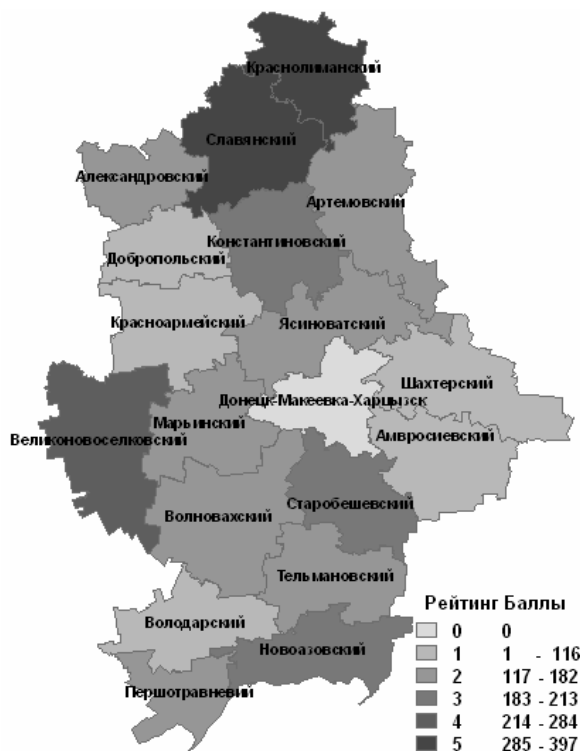 Краснолиманский
Славянский
Александровский
Артемовский
Константиновский
Добропольский
Красноармейский
Ясиноватский
Шахтерский
Донецк-Макеевка-Харцызск
Марьинский
Великоновоселковский
Амвросиевский
Старобешевский
Волновахский
Тельмановский
Володарский
Новоазовский
Першотравневий
Рейтинг Баллы
0 0
1 1 - 116
2 117 - 182
3 183 - 213
4 214 - 284
5 285 - 397